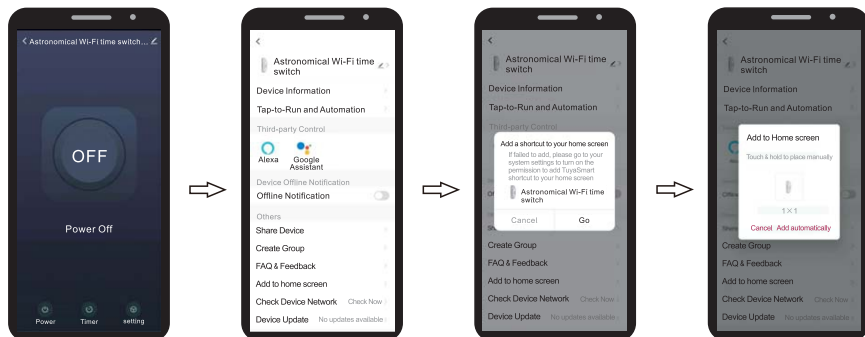 < Astronomical Wi-Fi time switch...
OFF
Power Off
Power
Timer
setting
Astronomical Wi-Fi time
switch
Device Information
Tap-to-Run and Automation
Third-party Control
Alexa
Google
Assistant
Device Offline Notification
Offline Notification
Others
Share Device
Create Group
FAQ & Feedback
Add to home screen
Check Device Network Check Now
Device Update No updates available
Astronomical Wi-Fi time
switch
Device Information
Tap-to-Run and Automation
Third-party Control
Add a shortcut to your home screen
If failed to add, please go to your
system settings to turn on the
permission to add TuyaSmart
shortcut to your home screen
Astronomical Wi-Fi time
switch
Cancel Go
Create Group
FAQ & Feedback
Add to home screen
Check Device Network Check Now
Device Update No updates available
Astronomical Wi-Fi time
switch
Device Information
Tap-to-Run and Automation
Add to Home screen
Touch & hold to place manually
1×1
Cancel Add automatically
Create Group
FAQ & Feedback
Add to home screen
Check Device Network Check Now
Device Update No updates available